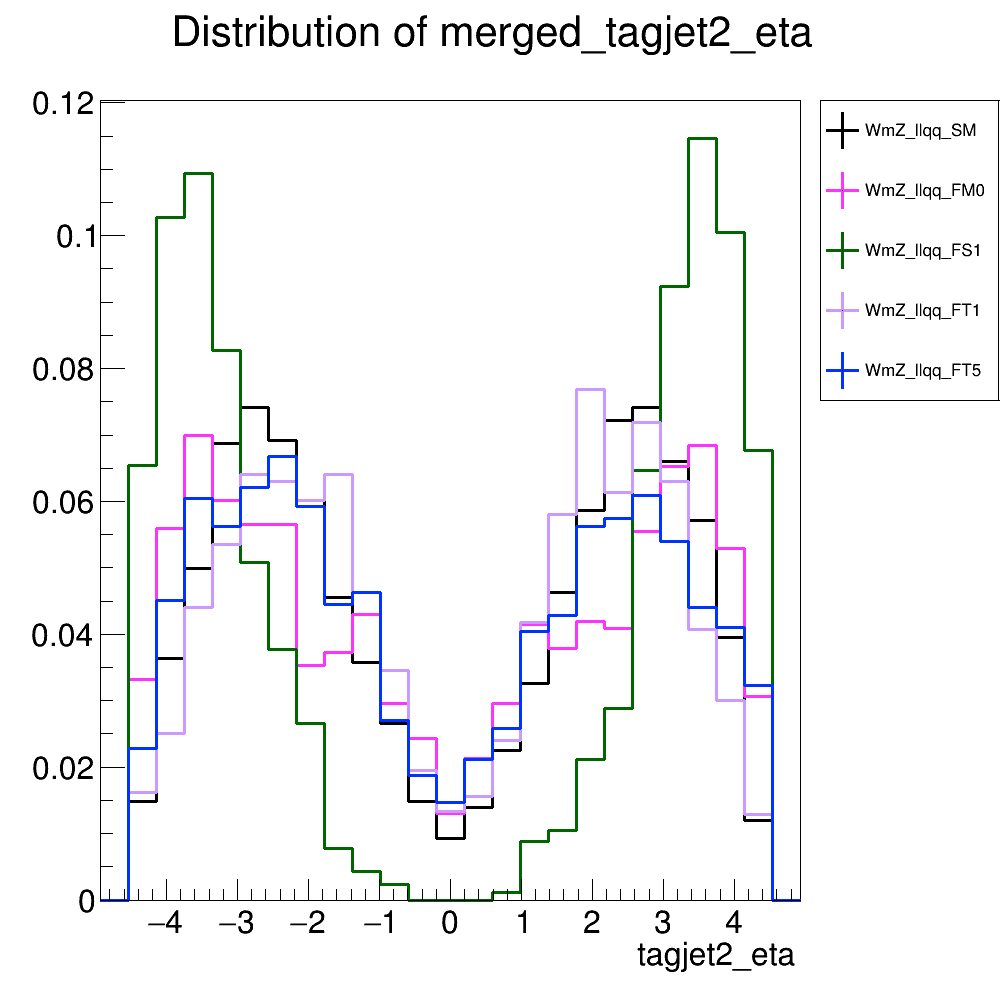 Distribution of merged_tagjet2_eta
0.12
0.1
0.08
0.06
0.04
0.02
0
−4 −3 −2 −1 0 1 2 3 4
tagjet2_eta
WmZ_llqq_SM
WmZ_llqq_FM0
WmZ_llqq_FS1
WmZ_llqq_FT1
WmZ_llqq_FT5